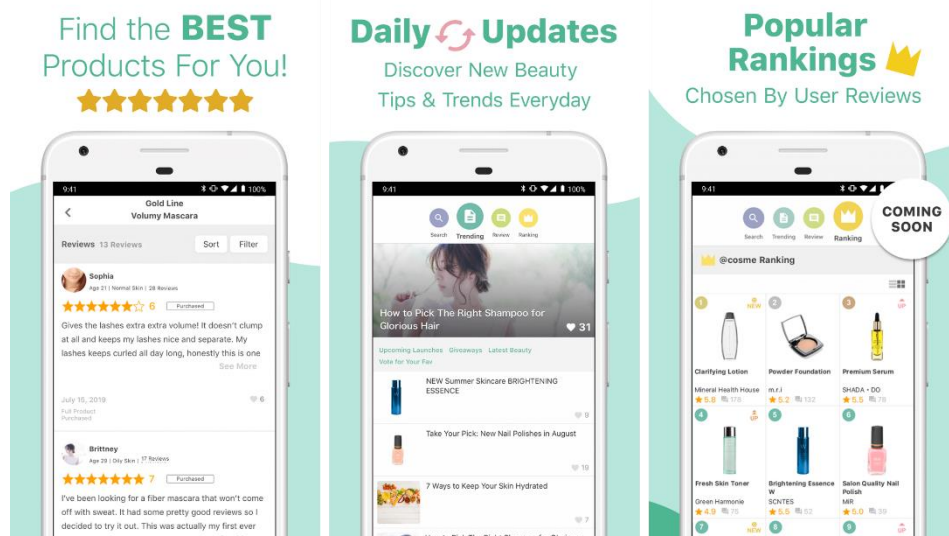 Find the BEST
Products For You!
9:41
100%
Gold Line
Volumy Mascara
Reviews 13 Reviews
Sort
Filter
Sophia
Age 21 | Normal Skin | 28 Reviews
6
Purchased
Gives the lashes extra extra volume! It doesn't clump
at all and keeps my lashes nice and separate. My
lashes keeps curled all day long, honestly this is one
See More
July 15, 2019
6
Full Product
Purchased
Brittney
Age 29 | Oily Skin | 17 Reviews
7
Purchased
I've been looking for a fiber mascara that won't come
off with sweat. It had some pretty good reviews so I
decided to try it out. This was actually my first ever
Daily Updates
Discover New Beauty
Tips & Trends Everyday
9:41
100%
Search
Trending
Review
Ranking
How to Pick The Right Shampoo for
Glorious Hair
31
Upcoming Launches Giveaways Latest Beauty
Vote for Your Fav
NEW Summer Skincare BRIGHTENING
ESSENCE
9
Take Your Pick: New Nail Polishes in August
19
7 Ways to Keep Your Skin Hydrated
7
Popular
Rankings
Chosen By User Reviews
9:41
COMING
SOON
Search
Trending
Review
Ranking
@cosme Ranking
1
NEW
2
3
UP
Clarifying Lotion
Powder Foundation
Premium Serum
Mineral Health House
m.r.i
SHADA・DO
5.8 178
5.2 132
5.5 78
4
UP
5
6
Fresh Skin Toner
Brightening Essence
W
Salon Quality Nail
Polish
Green Harmonie
SCNTES
MiR
4.9 76
5.5 52
5.0 39
7
NEW
8
9
UP